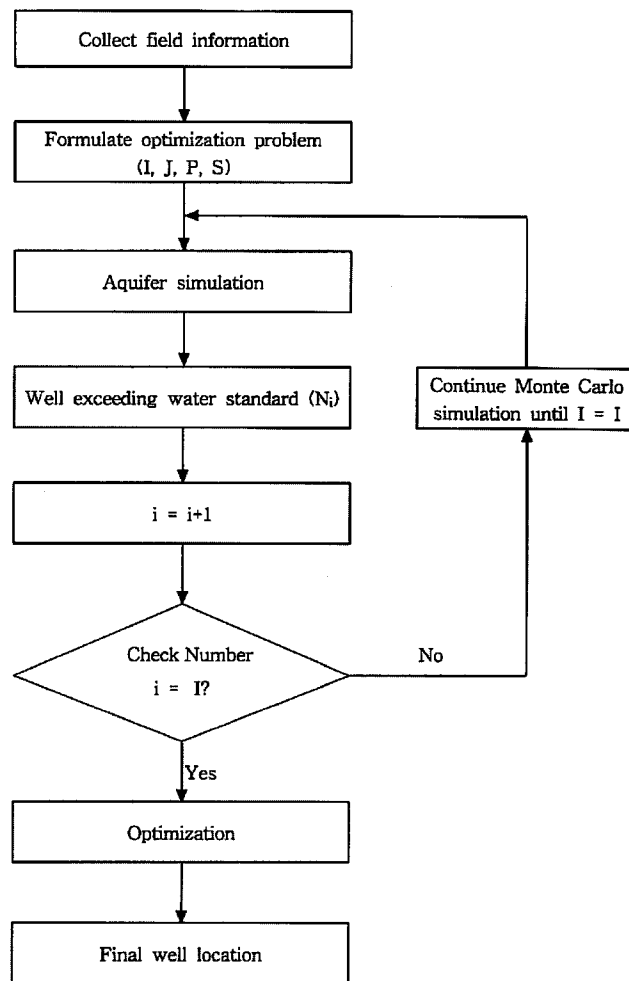 Collect field information
Formulate optimization problem
(I, J, P, S)
Aquifer simulation
Well exceeding water standard (Nᵢ)
Continue Monte Carlo
simulation until I = I
i = i+1
Check Number
i = I?
No
Yes
Optimization
Final well location